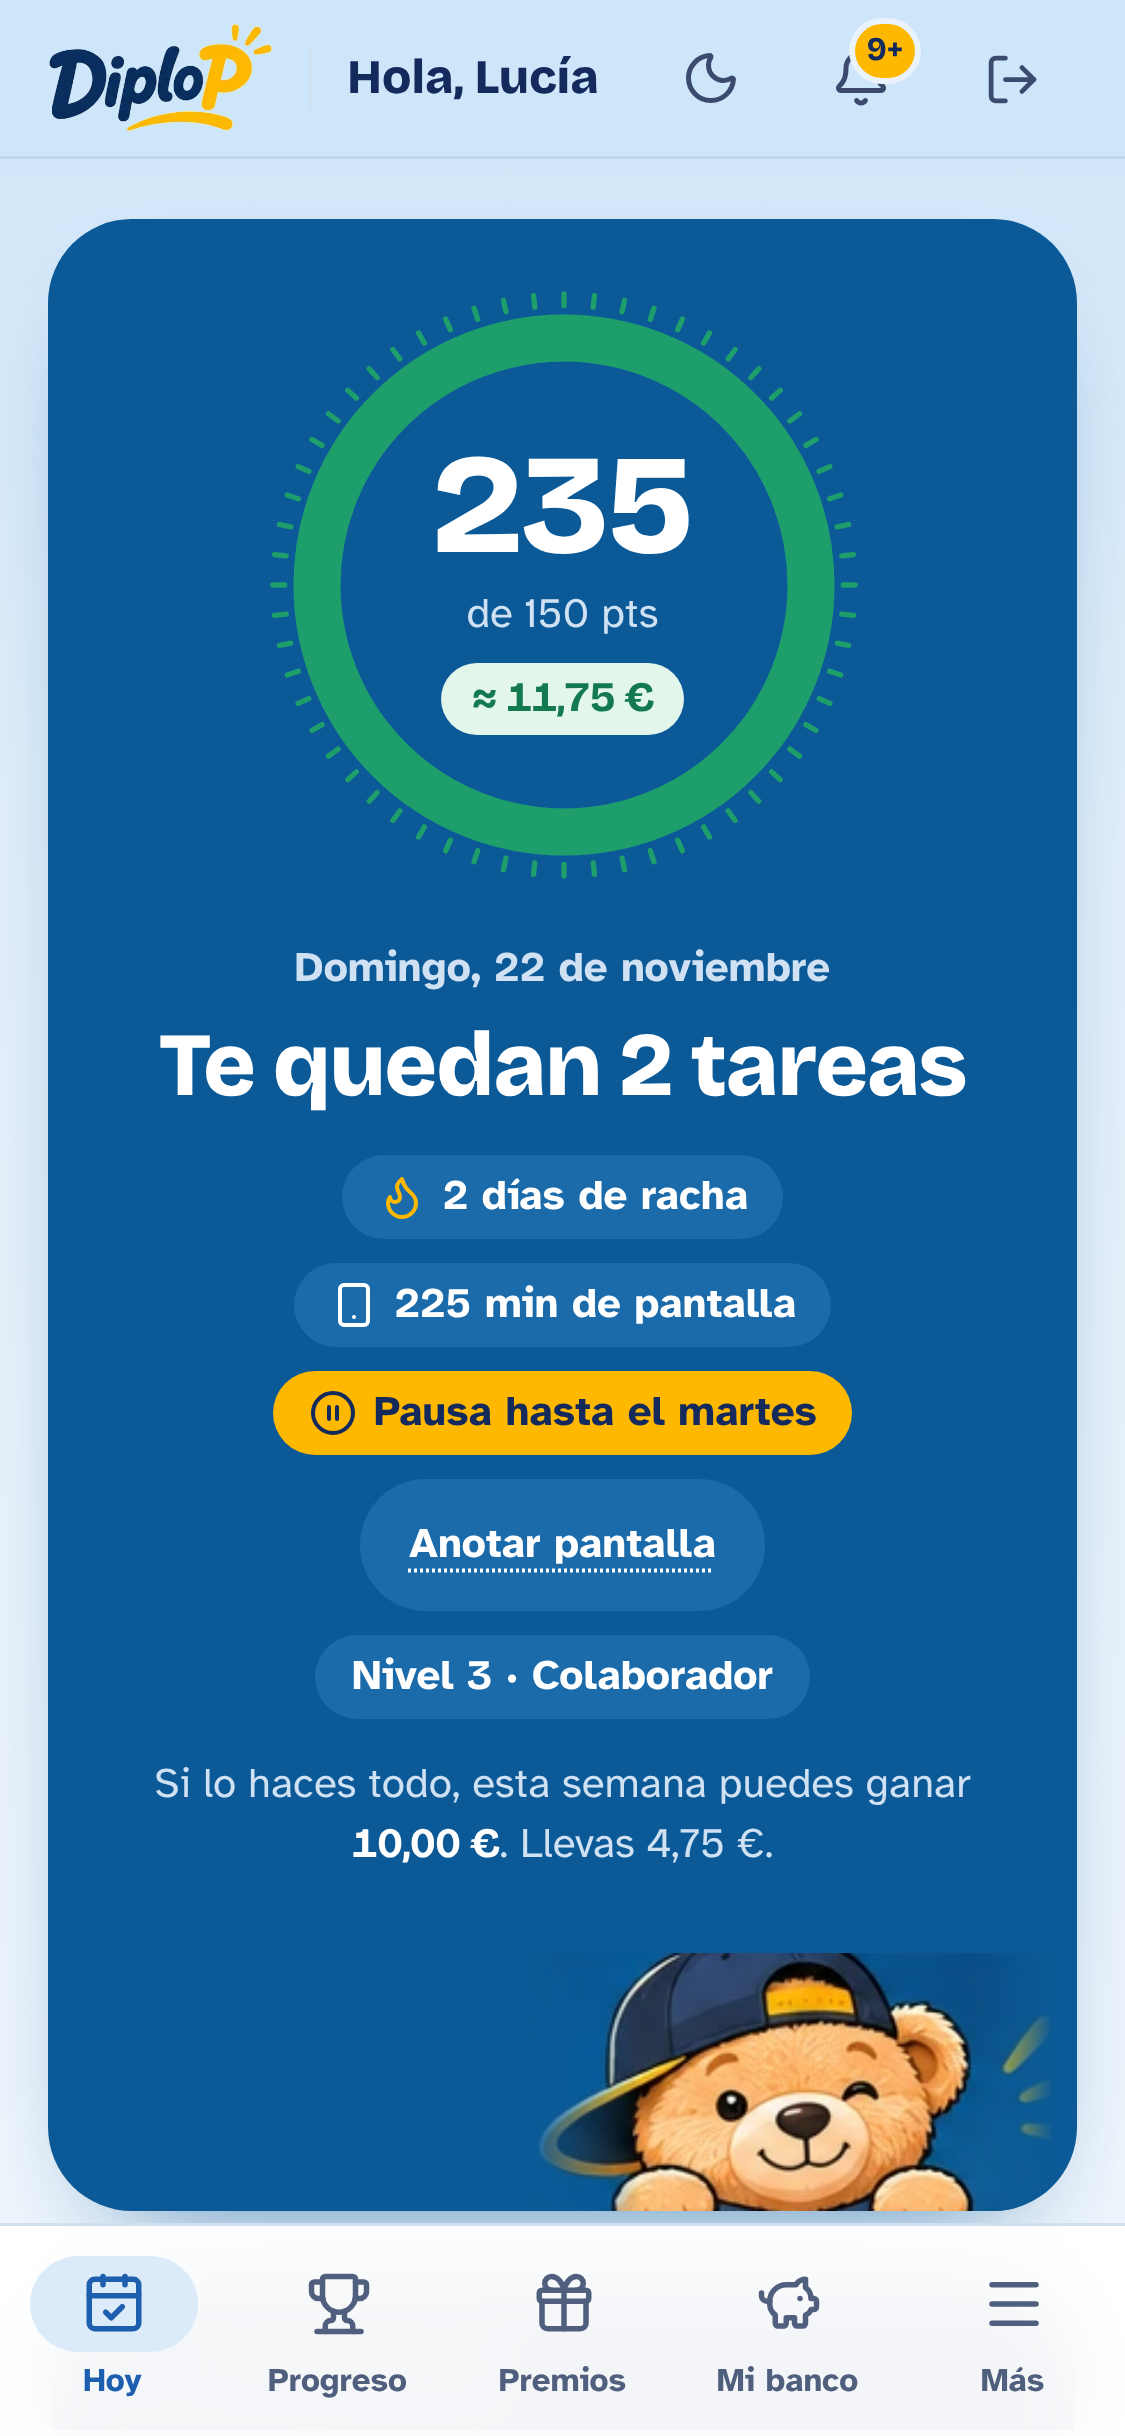 DiploP
Hola, Lucía
9+
235
de 150 pts
≈ 11,75 €
Domingo, 22 de noviembre
Te quedan 2 tareas
2 días de racha
225 min de pantalla
Pausa hasta el martes
Anotar pantalla
Nivel 3 · Colaborador
Si lo haces todo, esta semana puedes ganar
10,00 €. Llevas 4,75 €.
Hoy
Progreso
Premios
Mi banco
Más